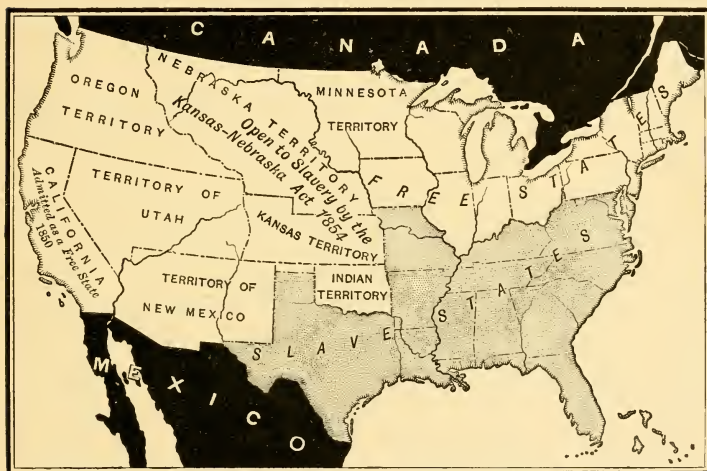 CANADA
OREGON
TERRITORY
NEBRASKA TERRITORY
Open to Slavery by the
Kansas-Nebraska Act 1854
MINNESOTA
TERRITORY
FREE STATES
CALIFORNIA
Admitted as a Free State
1850
TERRITORY OF
UTAH
KANSAS TERRITORY
TERRITORY OF
NEW MEXICO
INDIAN
TERRITORY
SLAVE STATES
MEXICO